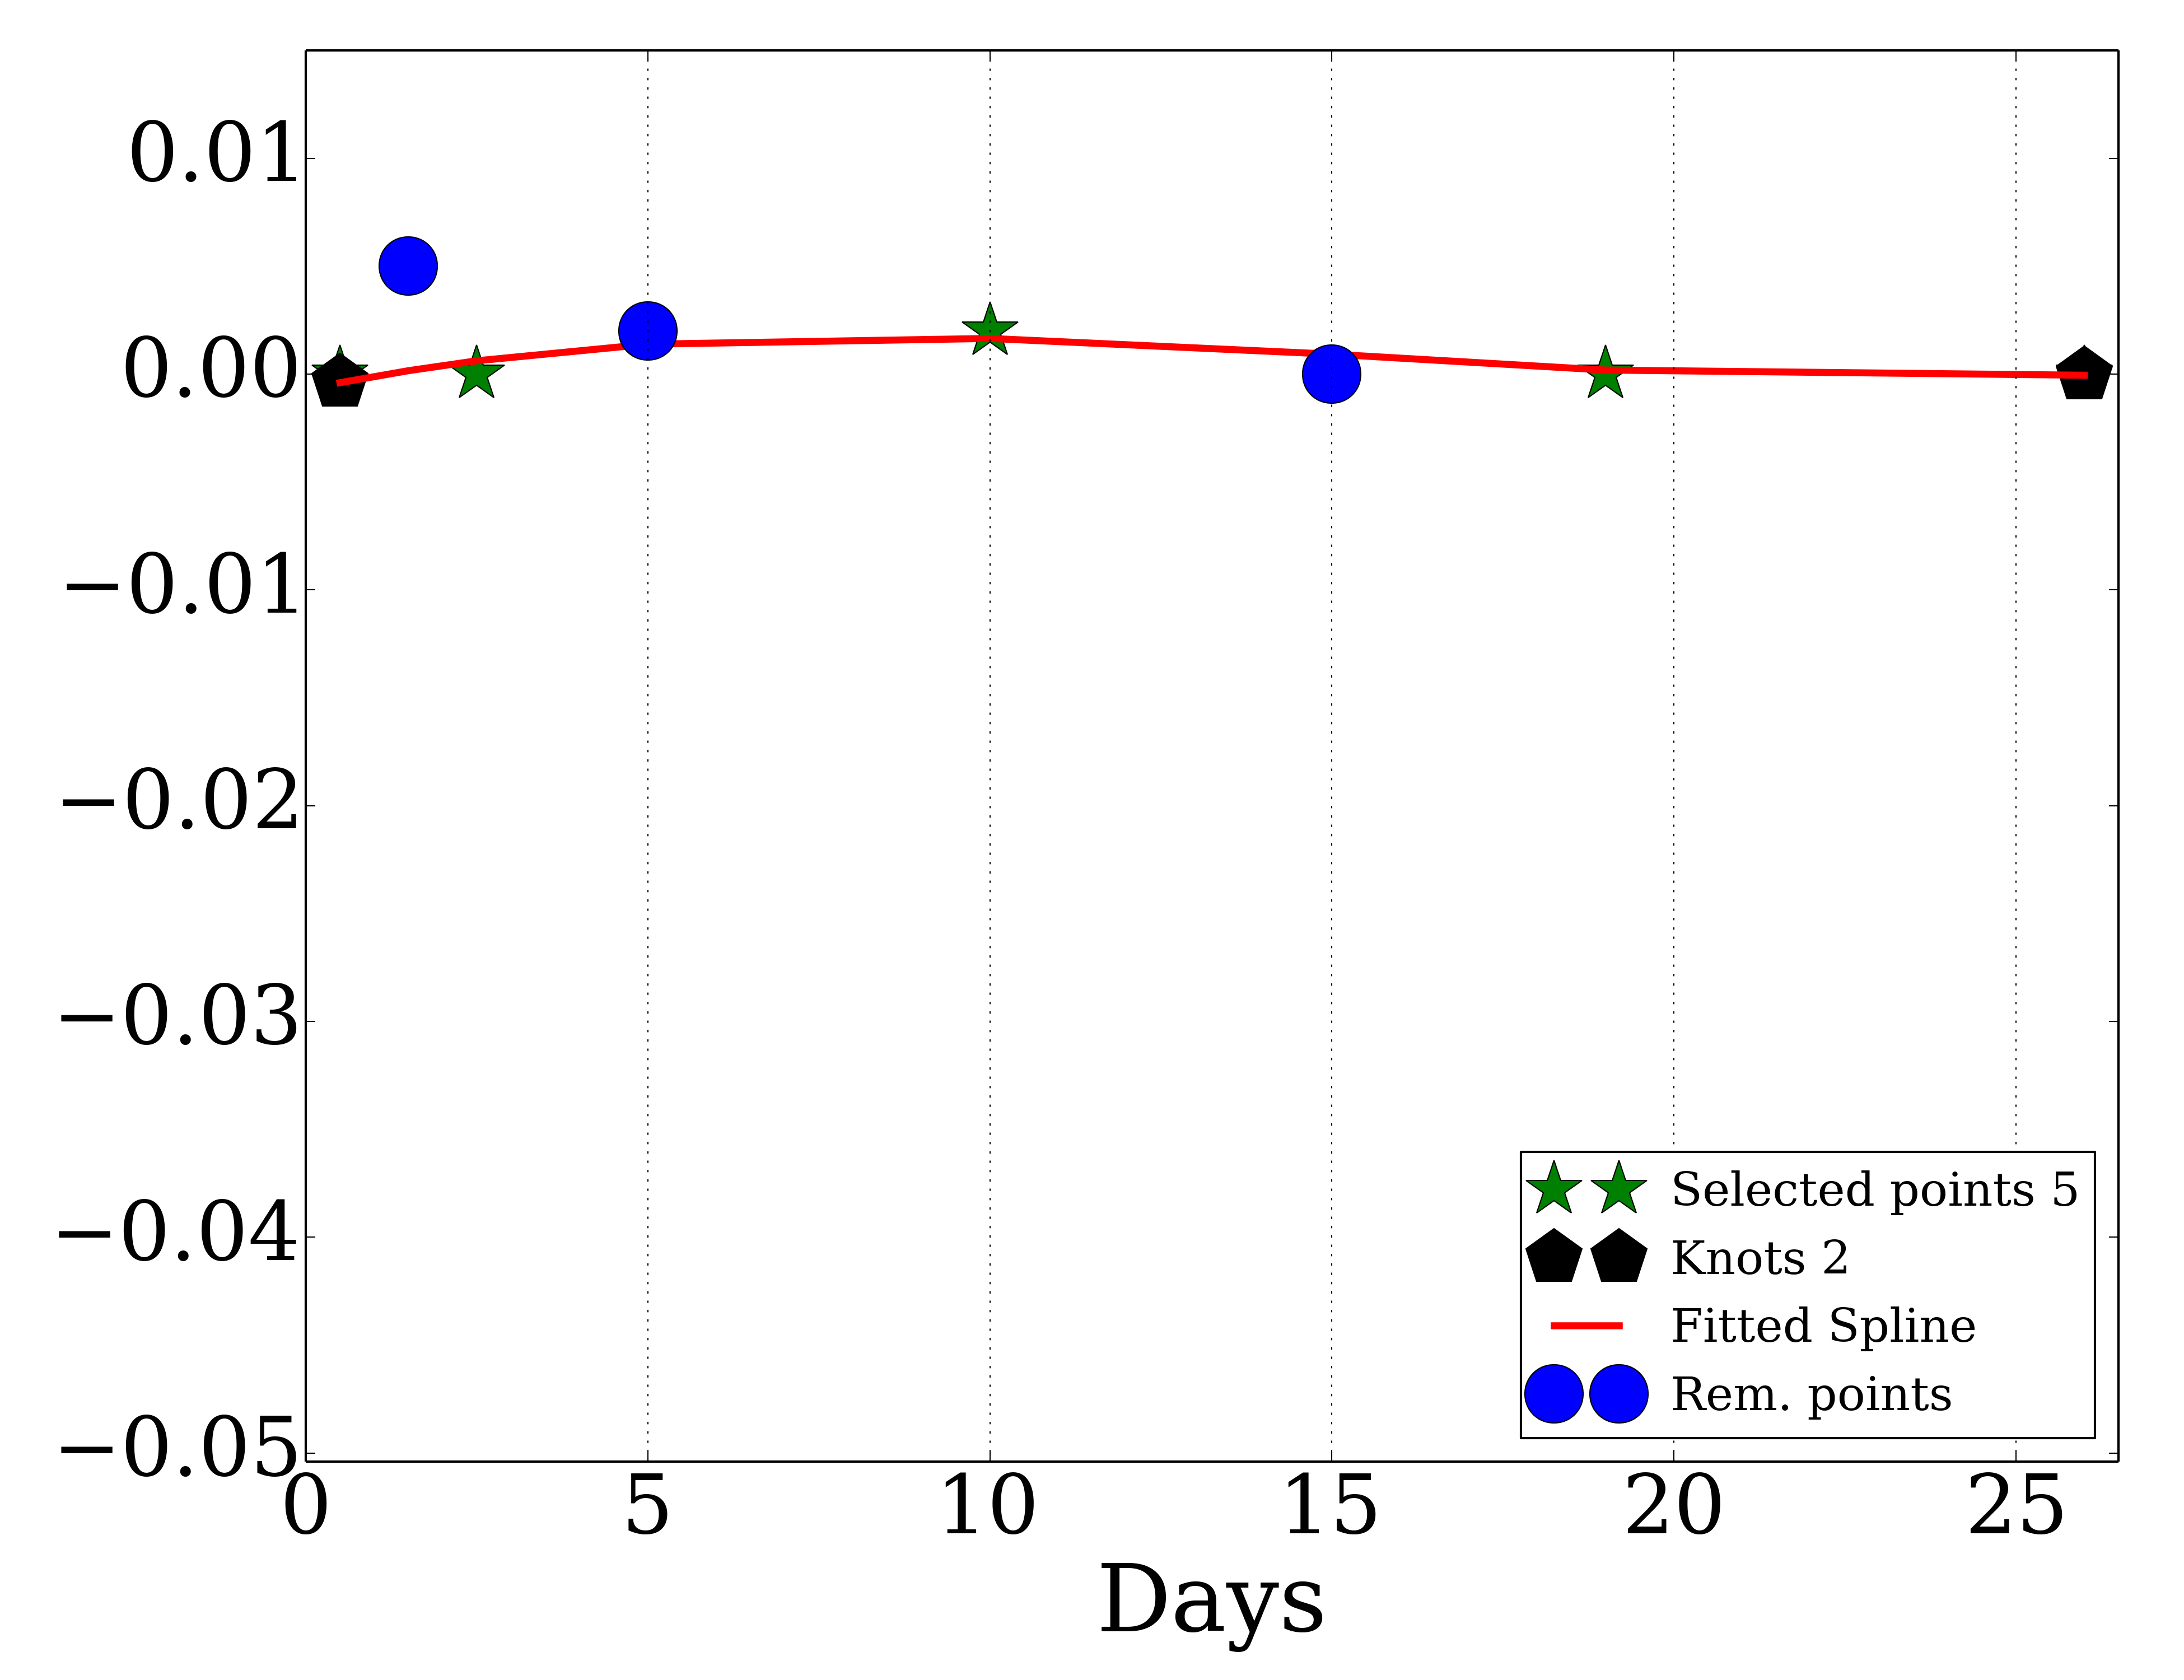 0.01
0.00
−0.01
−0.02
−0.03
−0.04
−0.05
0 5 10 15 20 25
Days
Selected points 5
Knots 2
Fitted Spline
Rem. points